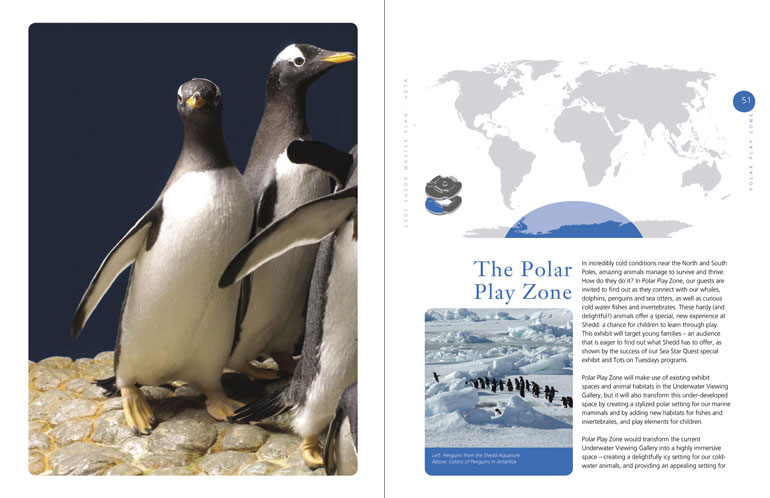 2002 SHEDD MASTER PLAN
51
POLAR PLAY ZONE
The Polar
Play Zone
In incredibly cold conditions near the North and South
Poles, amazing animals manage to survive and thrive.
How do they do it? In Polar Play Zone, our guests are
invited to find out as they connect with our whales,
dolphins, penguins and sea otters, as well as curious
cold water fishes and invertebrates. These hardy (and
delightful!) animals offer a special, new experience at
Shedd: a chance for children to learn through play.
This exhibit will target young families – an audience
that is eager to find out what Shedd has to offer, as
shown by the success of our Sea Star Quest special
exhibit and Tots on Tuesdays programs.
Polar Play Zone will make use of existing exhibit
spaces and animal habitats in the Underwater Viewing
Gallery, but it will also transform this under-developed
space by creating a stylized polar setting for our marine
mammals and by adding new habitats for fishes and
invertebrates, and play elements for children.
Polar Play Zone would transform the current
Underwater Viewing Gallery into a highly immersive
space – creating a delightfully icy setting for our cold-
water animals, and providing an appealing setting for
Left: Penguins from the Shedd Aquarium.
Above: Colony of Penguins in Antartica